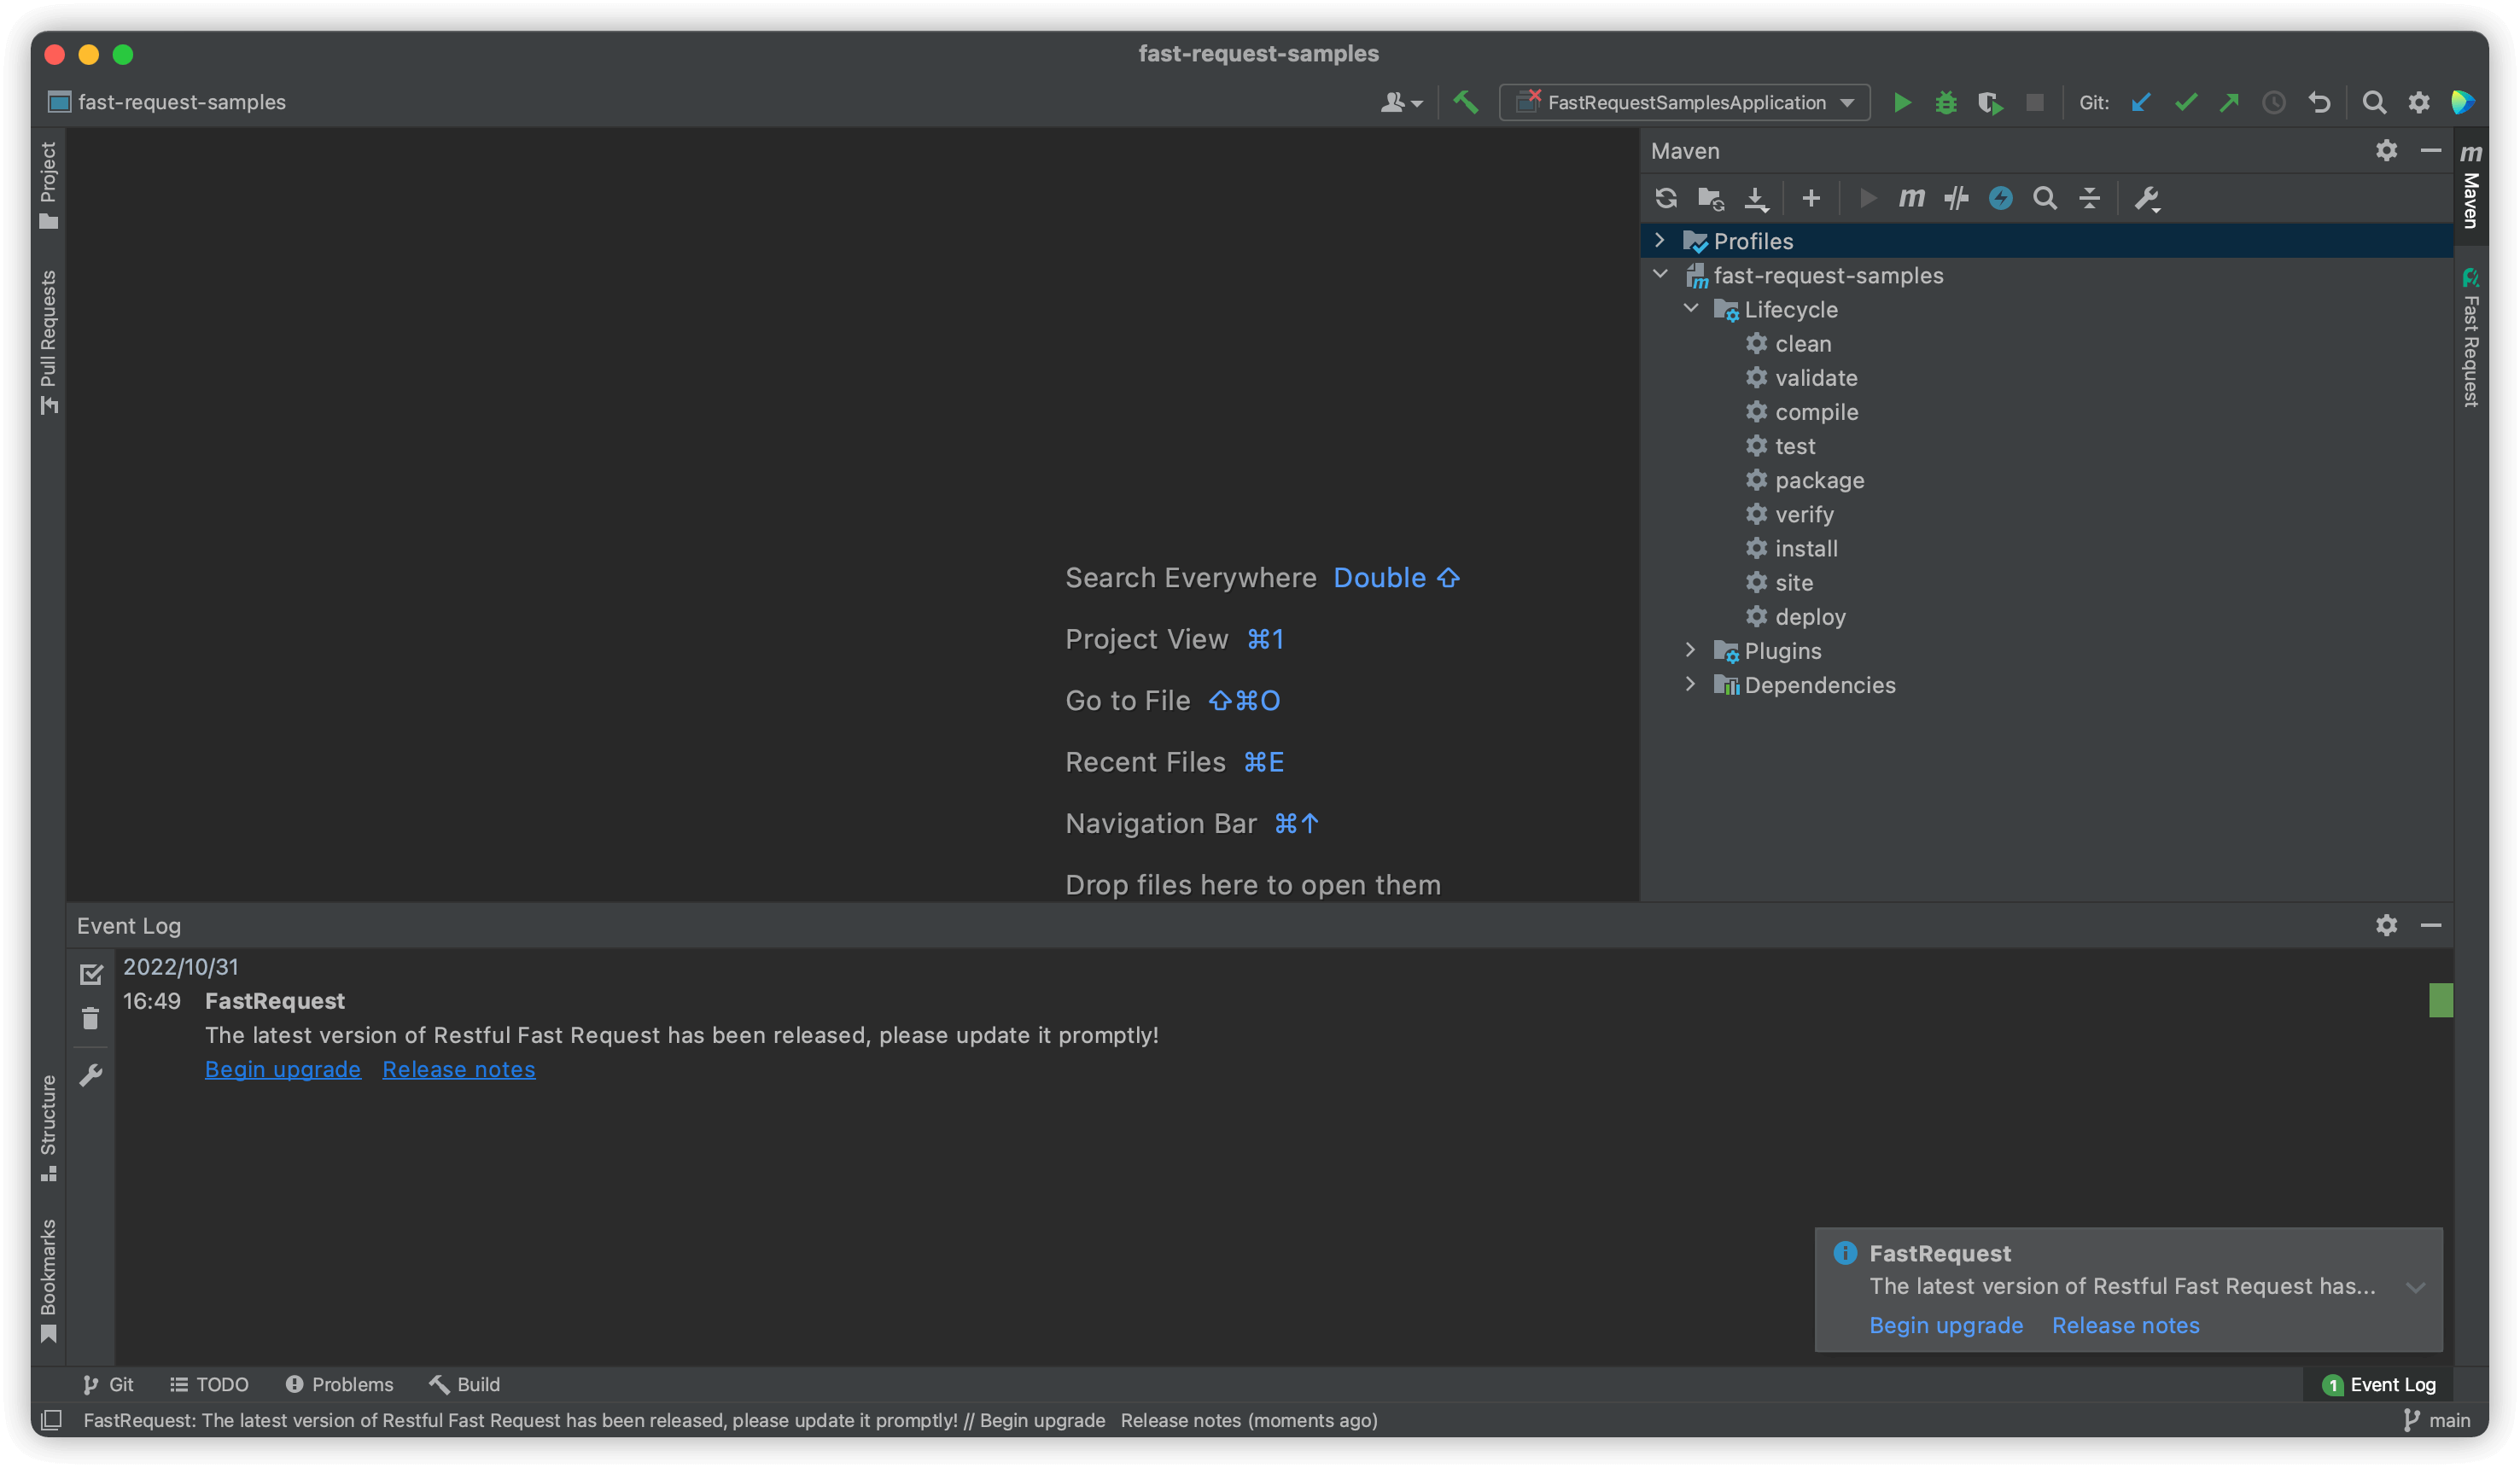 fast-request-samples
fast-request-samples
FastRequestSamplesApplication
Git:
Project
Pull Requests
Structure
Bookmarks
Search Everywhere Double ⇧
Project View ⌘1
Go to File ⇧⌘O
Recent Files ⌘E
Navigation Bar ⌘↑
Drop files here to open them
Maven
m
Profiles
fast-request-samples
Lifecycle
clean
validate
compile
test
package
verify
install
site
deploy
Plugins
Dependencies
m
Maven
Fast Request
Event Log
2022/10/31
16:49 FastRequest
The latest version of Restful Fast Request has been released, please update it promptly!
Begin upgrade Release notes
FastRequest
The latest version of Restful Fast Request has...
Begin upgrade Release notes
Git TODO Problems Build
1 Event Log
FastRequest: The latest version of Restful Fast Request has been released, please update it promptly! // Begin upgrade Release notes (moments ago)
main